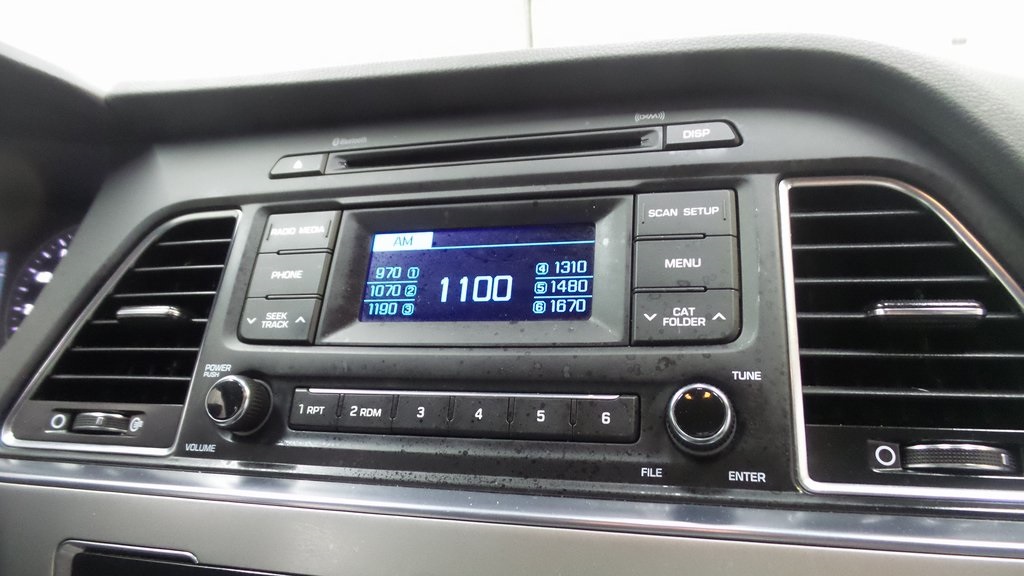 Bluetooth
((XM))
DISP
RADIO MEDIA
PHONE
SEEK
TRACK
AM
970 1
1070 2
1190 3
1100
4 1310
5 1480
6 1670
SCAN SETUP
MENU
CAT
FOLDER
POWER
PUSH
VOLUME
1 RPT
2 RDM
3
4
5
6
TUNE
FILE
ENTER